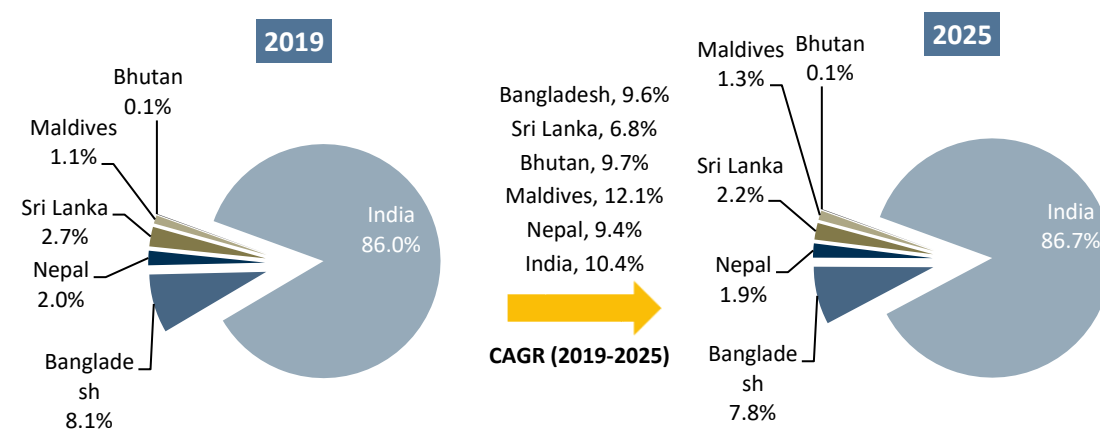 2019
Bhutan
0.1%
Maldives
1.1%
Sri Lanka
2.7%
Nepal
2.0%
Banglade
sh
8.1%
India
86.0%
Bangladesh, 9.6%
Sri Lanka, 6.8%
Bhutan, 9.7%
Maldives, 12.1%
Nepal, 9.4%
India, 10.4%
CAGR (2019-2025)
2025
Maldives
1.3%
Bhutan
0.1%
Sri Lanka
2.2%
Nepal
1.9%
Banglade
sh
7.8%
India
86.7%